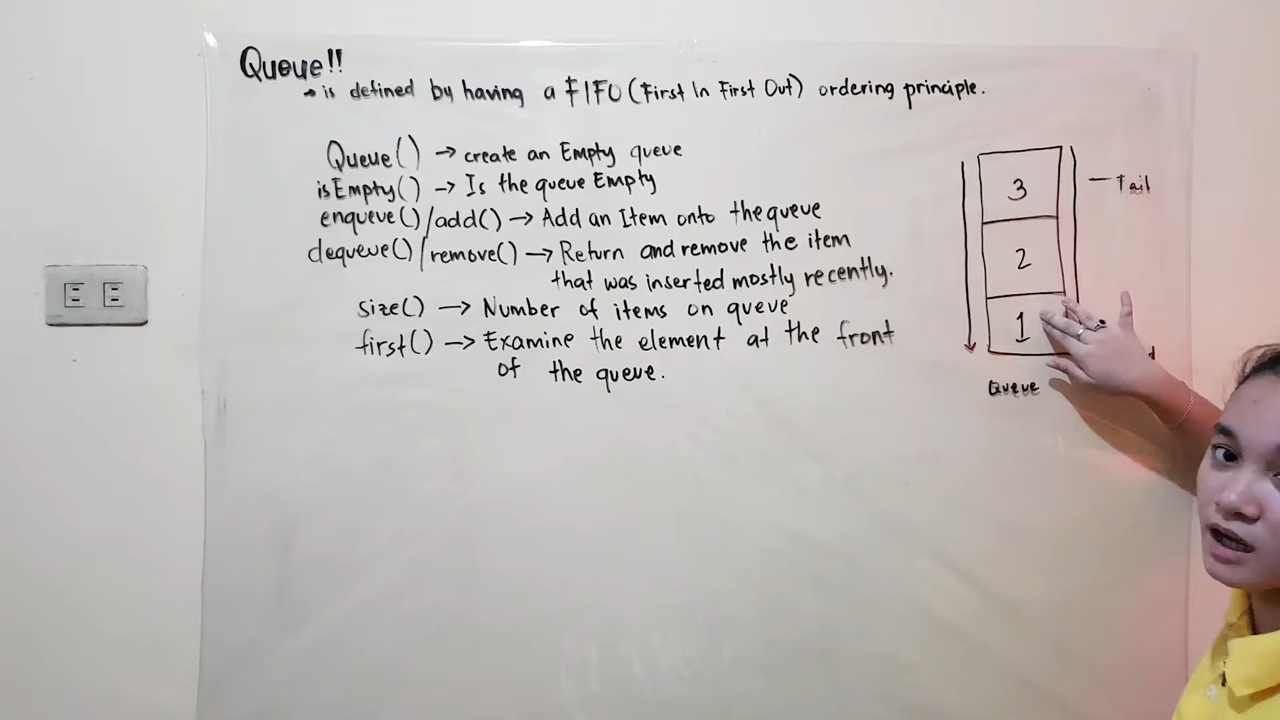 Queue!!
→ is defined by having a FIFO (First In First Out) ordering principle.
Queue() → create an Empty queue
isEmpty() → Is the queue Empty
enqueue()/add() → Add an Item onto the queue
dequeue()/remove() → Return and remove the item
that was inserted mostly recently.
size() → Number of items on queue
first() → Examine the element at the front
of the queue.
3
Tail
2
1
Queue